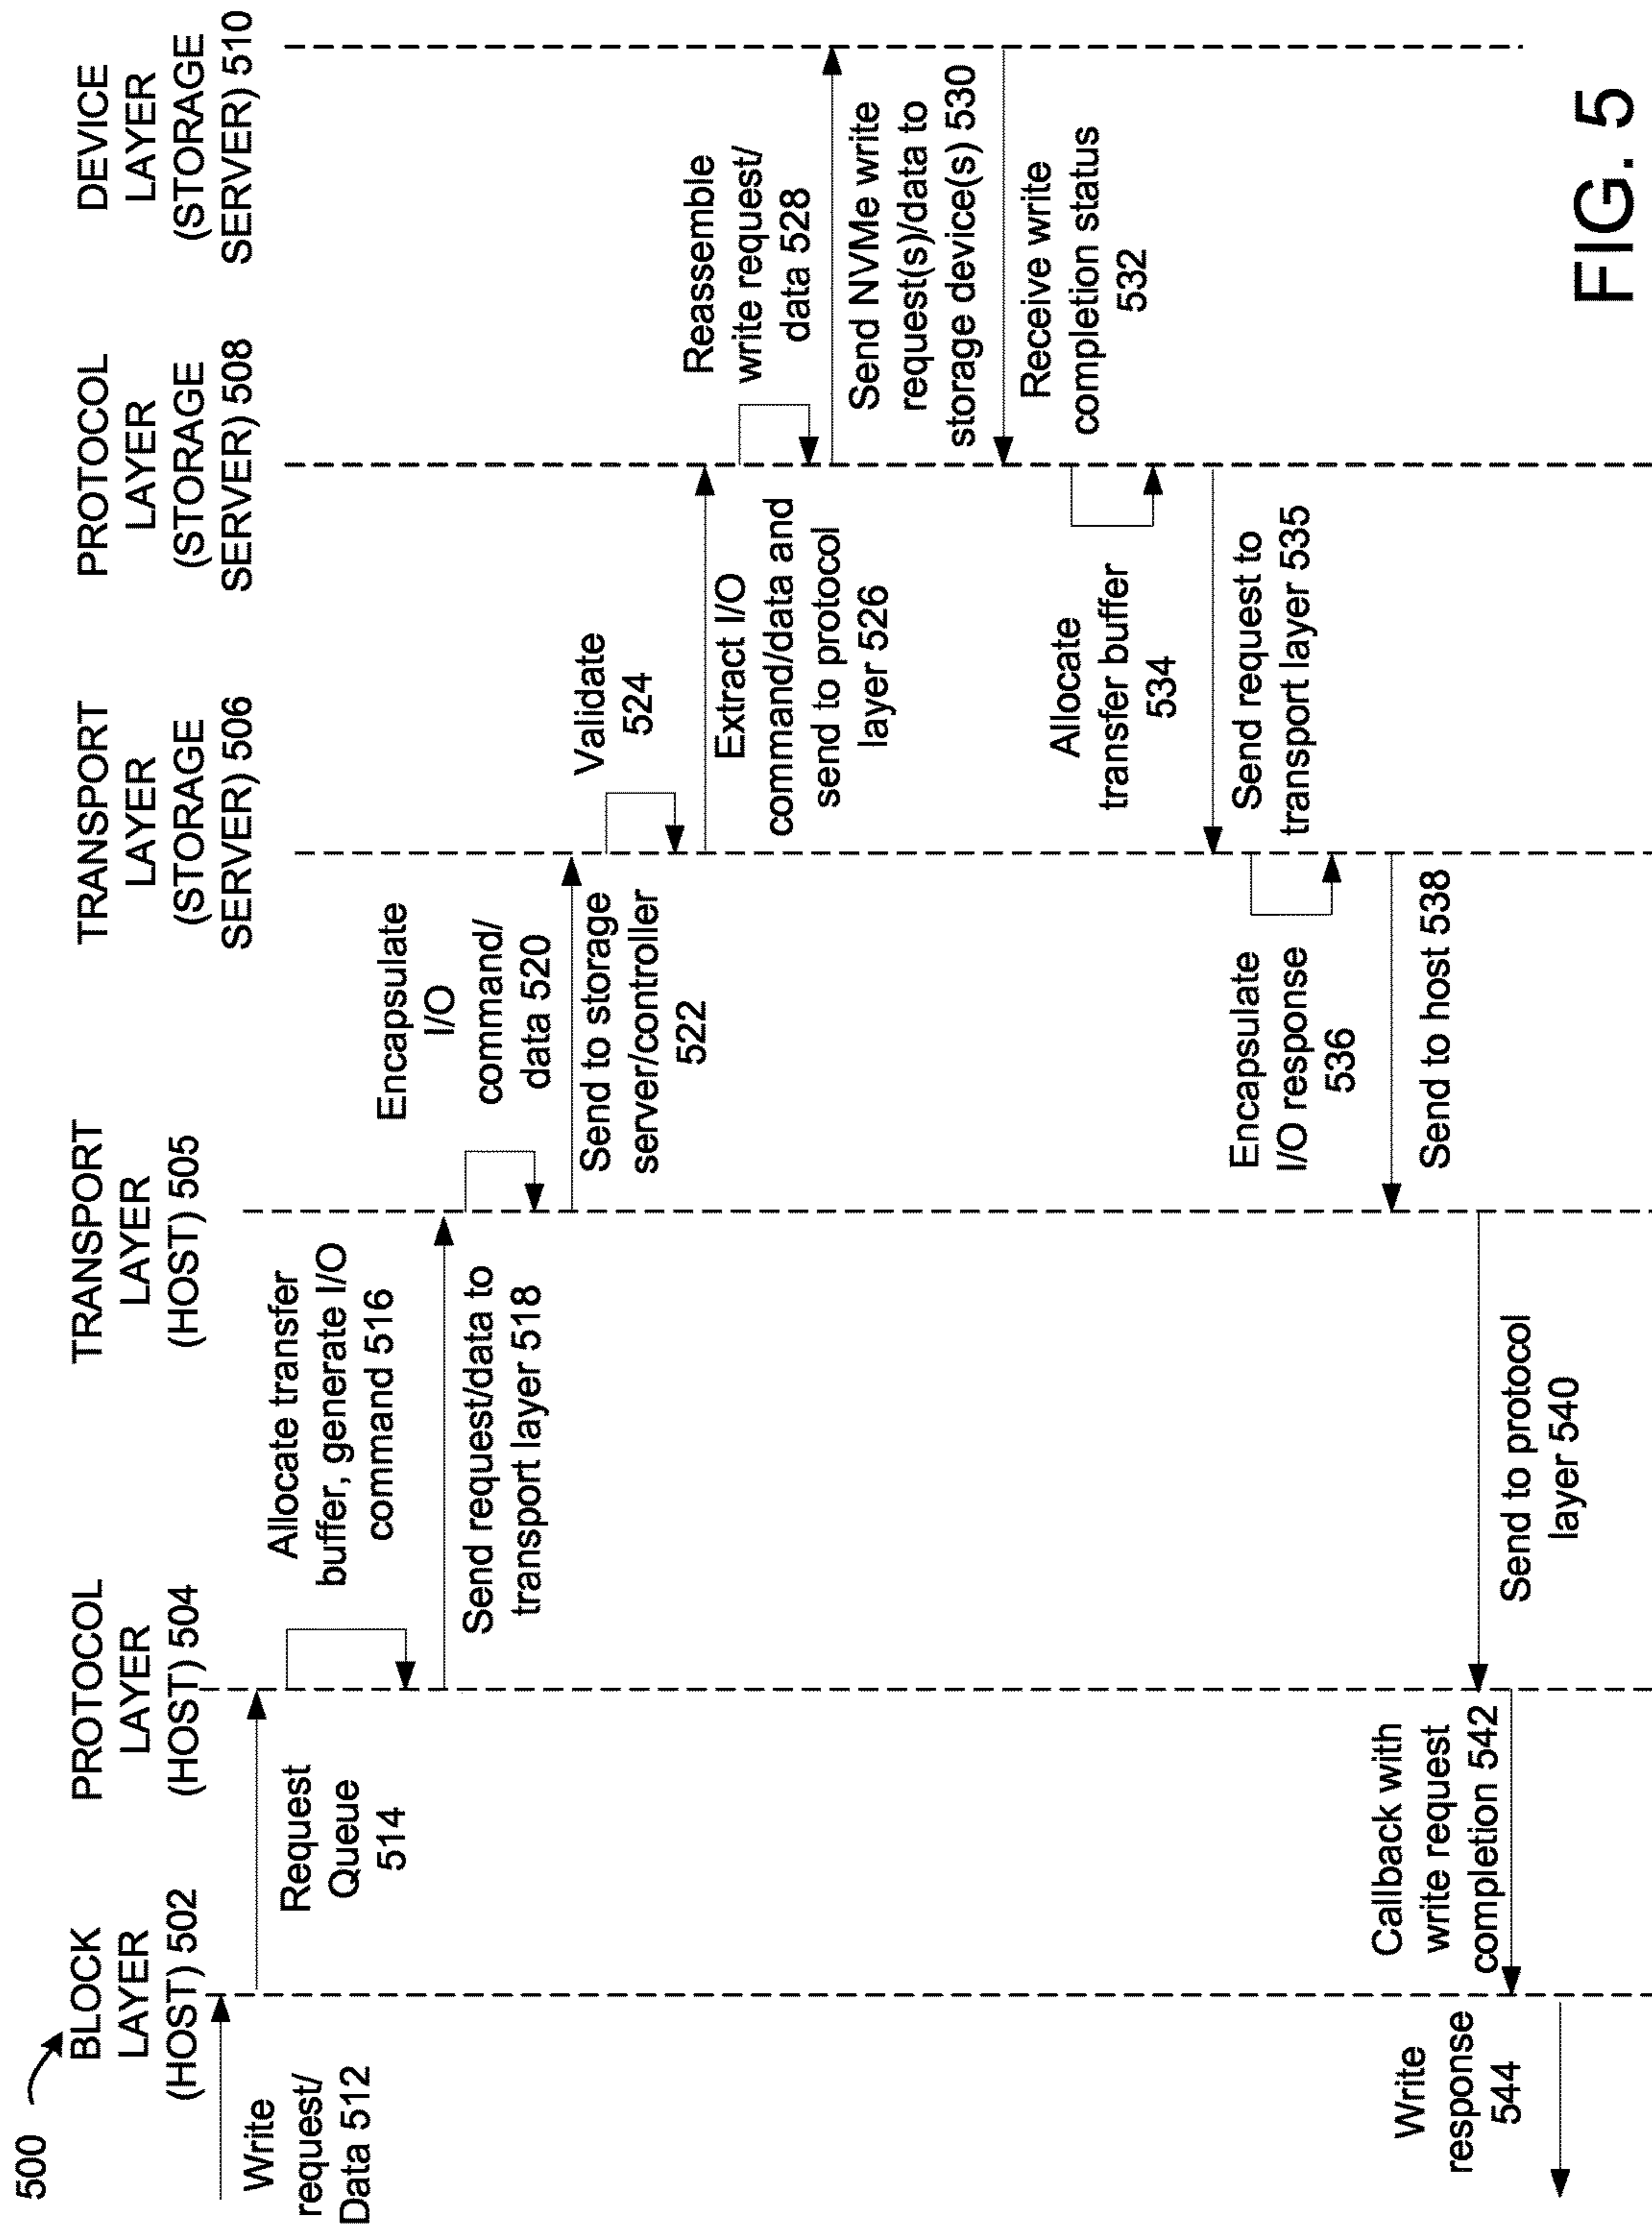 500
BLOCK
LAYER
(HOST) 502
PROTOCOL
LAYER
(HOST) 504
TRANSPORT
LAYER
(HOST) 505
TRANSPORT
LAYER
(STORAGE
SERVER) 506
PROTOCOL
LAYER
(STORAGE
SERVER) 508
DEVICE
LAYER
(STORAGE
SERVER) 510
Write
request/
Data 512
Request
Queue
514
Allocate transfer
buffer, generate I/O
command 516
Send request/data to
transport layer 518
Encapsulate
I/O
command/
data 520
Send to storage
server/controller
522
Validate
524
Extract I/O
command/data and
send to protocol
layer 526
Reassemble
write request/
data 528
Send NVMe write
request(s)/data to
storage device(s) 530
Receive write
completion status
532
Allocate
transfer buffer
534
Send request to
transport layer 535
Encapsulate
I/O response
536
Send to host 538
Send to protocol
layer 540
Callback with
write request
completion 542
Write
response
544
FIG. 5